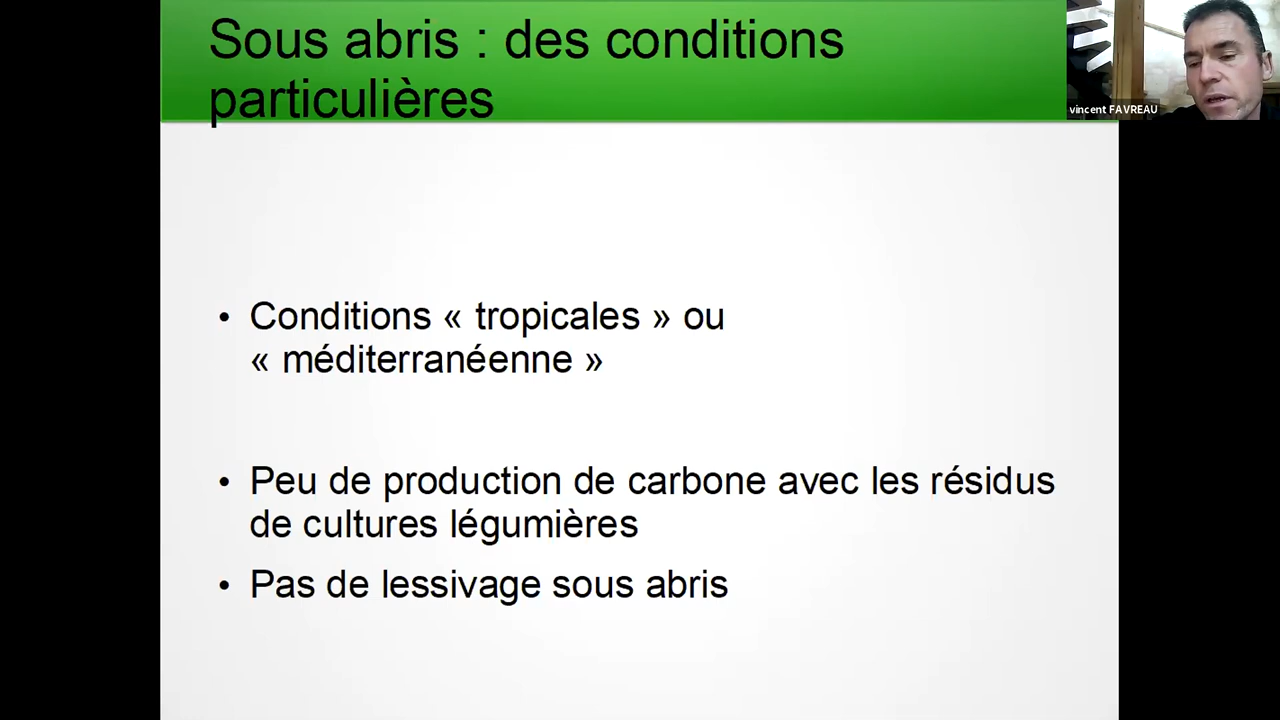 Sous abris : des conditions
particulières
vincent FAVREAU
• Conditions « tropicales » ou
« méditerranéenne »
• Peu de production de carbone avec les résidus
de cultures légumières
• Pas de lessivage sous abris